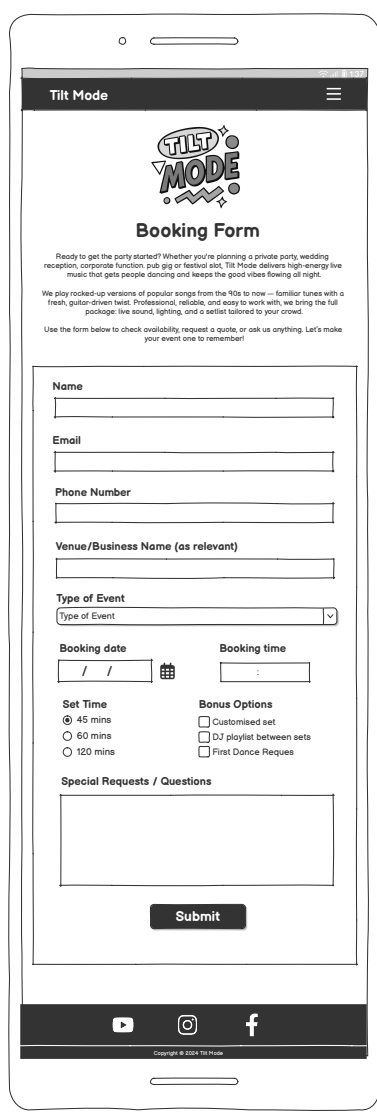 1:37
Tilt Mode
TILT
MODE
Booking Form
Ready to get the party started? Whether you're planning a private party, wedding
reception, corporate function. pub gig or festival slot, Tilt Mode delivers high-energy live
music that gets people dancing and keeps the good vibes flowing all night.
We play rocked-up versions of popular songs from the 90s to now — familiar tunes with a
fresh, guitar-driven twist. Professional, reliable, and easy to work with, we bring the full
package: live sound, lighting, and a setlist tailored to your crowd.
Use the form below to check availability, request a quote, or ask us anything. Let's make
your event one to remember!
Name
Email
Phone Number
Venue/Business Name (as relevant)
Type of Event
Type of Event
Booking date Booking time
/ / :
Set Time Bonus Options
45 mins Customised set
60 mins DJ playlist between sets
120 mins First Dance Reques
Special Requests / Questions
Submit
Copyright © 2024 Tilt Mode